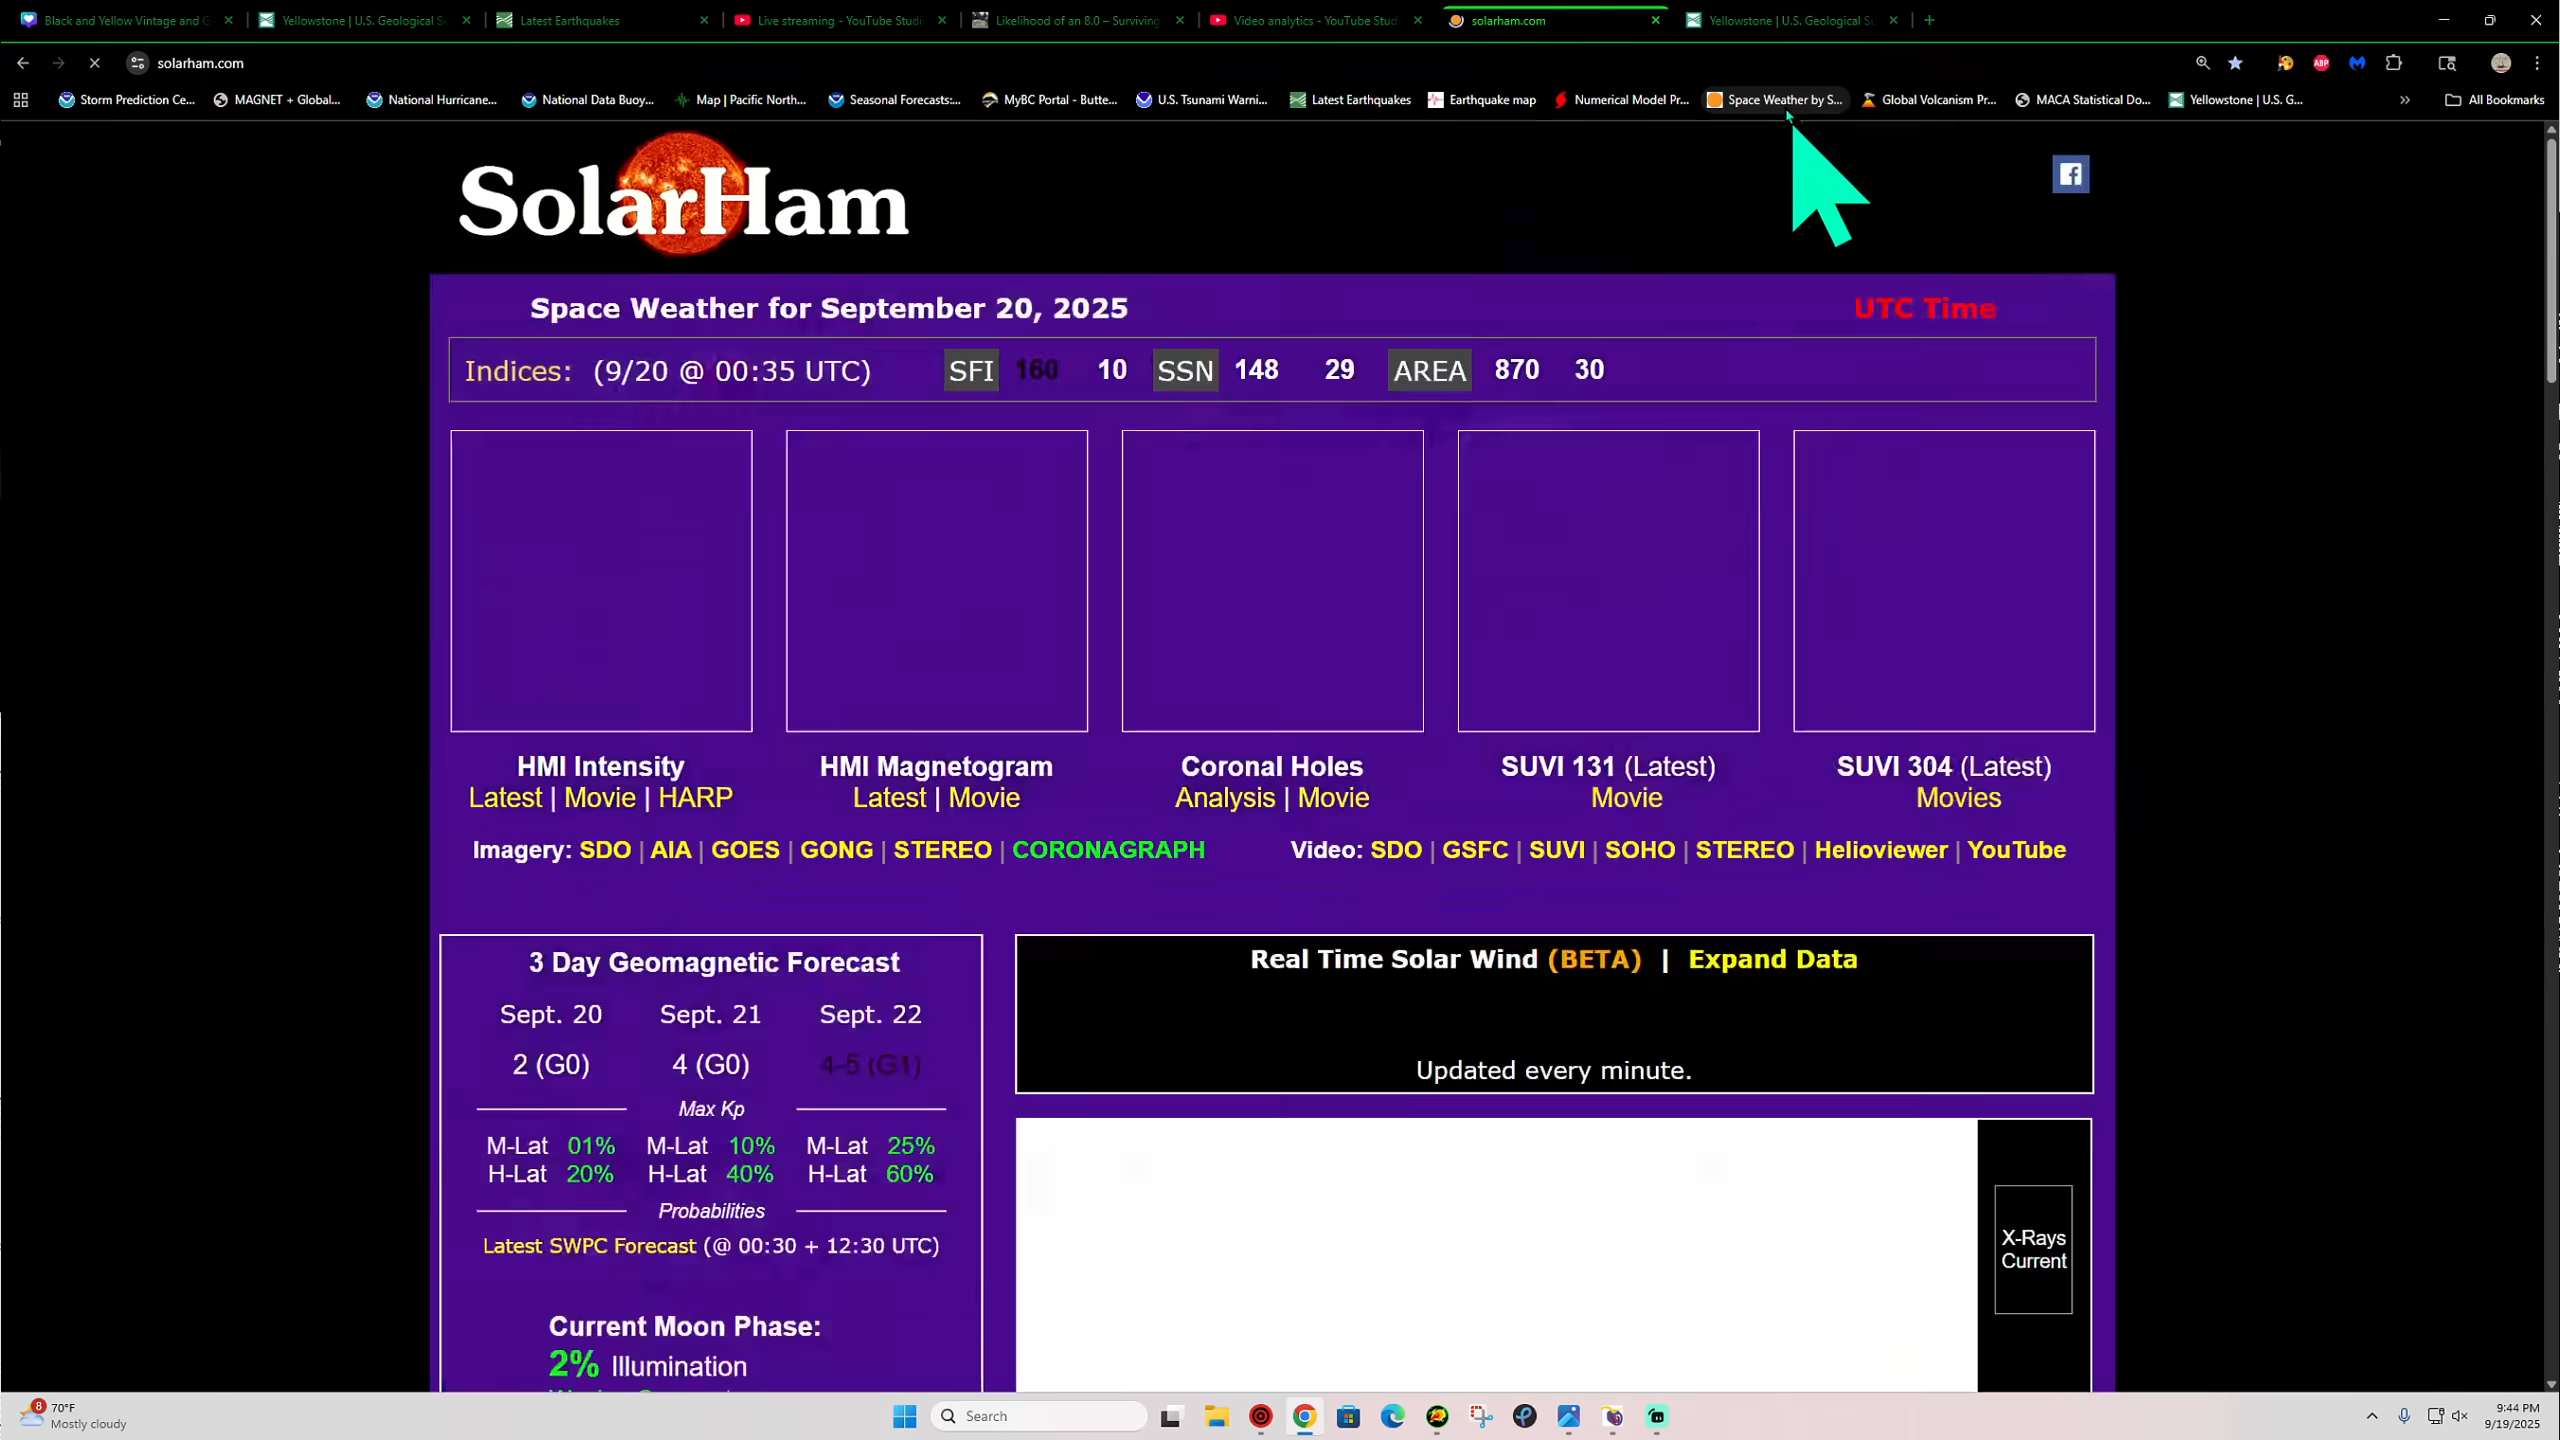 Black and Yellow Vintage and G
Yellowstone | U.S. Geological Su
Latest Earthquakes
Live streaming - YouTube Studi
Likelihood of an 8.0 – Surviving
Video analytics - YouTube Stud
solarham.com
Yellowstone | U.S. Geological Su
solarham.com
ABP
Storm Prediction Ce...
MAGNET + Global...
National Hurricane...
National Data Buoy...
Map | Pacific North...
Seasonal Forecasts:...
MyBC Portal - Butte...
U.S. Tsunami Warni...
Latest Earthquakes
Earthquake map
Numerical Model Pr...
Space Weather by S...
Global Volcanism Pr...
MACA Statistical Do...
Yellowstone | U.S. G...
All Bookmarks
SolarHam
Space Weather for September 20, 2025
UTC Time
Indices: (9/20 @ 00:35 UTC) SFI 160 10 SSN 148 29 AREA 870 30
HMI Intensity
Latest | Movie | HARP
HMI Magnetogram
Latest | Movie
Coronal Holes
Analysis | Movie
SUVI 131 (Latest)
Movie
SUVI 304 (Latest)
Movies
Imagery: SDO | AIA | GOES | GONG | STEREO | CORONAGRAPH
Video: SDO | GSFC | SUVI | SOHO | STEREO | Helioviewer | YouTube
3 Day Geomagnetic Forecast
Sept. 20 Sept. 21 Sept. 22
2 (G0) 4 (G0) 4-5 (G1)
Max Kp
M-Lat 01% M-Lat 10% M-Lat 25%
H-Lat 20% H-Lat 40% H-Lat 60%
Probabilities
Latest SWPC Forecast (@ 00:30 + 12:30 UTC)
Current Moon Phase:
2% Illumination
Real Time Solar Wind (BETA) | Expand Data
Updated every minute.
X-Rays
Current
8
70°F
Mostly cloudy
Search
9:44 PM
9/19/2025